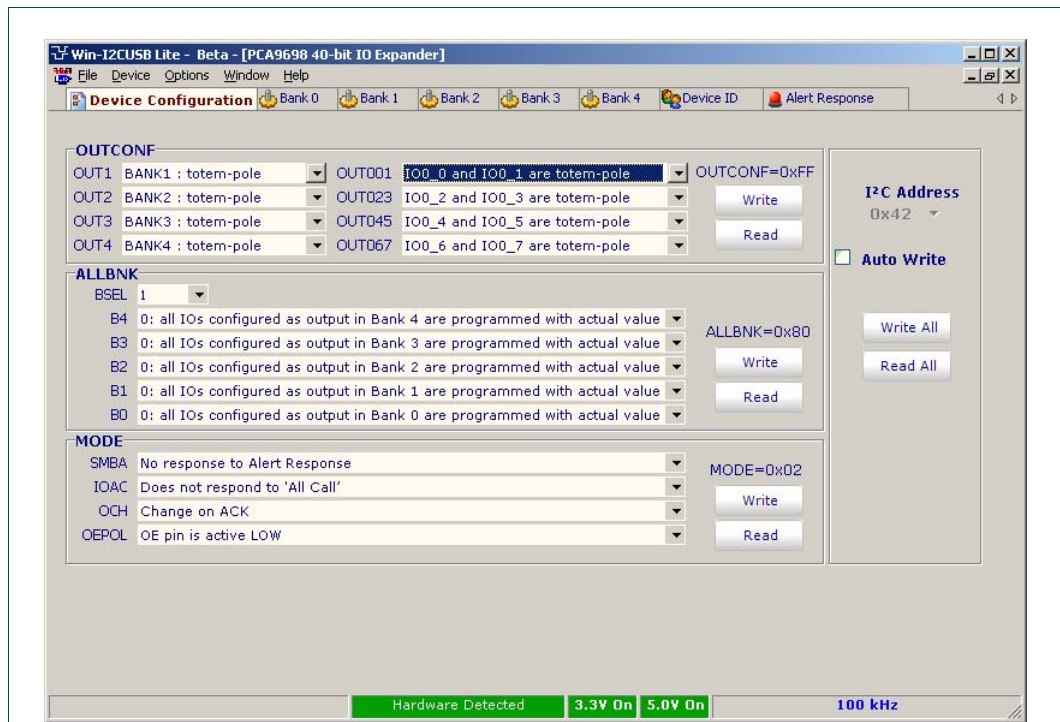 Win-I2CUSB Lite - Beta - [PCA9698 40-bit IO Expander]
File Device Options Window Help
Device Configuration Bank 0 Bank 1 Bank 2 Bank 3 Bank 4 Device ID Alert Response
OUTCONF
OUT1 BANK1 : totem-pole OUT001 IO0_0 and IO0_1 are totem-pole OUTCONF=0xFF
OUT2 BANK2 : totem-pole OUT023 IO0_2 and IO0_3 are totem-pole Write
OUT3 BANK3 : totem-pole OUT045 IO0_4 and IO0_5 are totem-pole
OUT4 BANK4 : totem-pole OUT067 IO0_6 and IO0_7 are totem-pole Read
I²C Address
0x42
Auto Write
Write All
Read All
ALLBNK
BSEL 1
B4 0: all IOs configured as output in Bank 4 are programmed with actual value
B3 0: all IOs configured as output in Bank 3 are programmed with actual value
B2 0: all IOs configured as output in Bank 2 are programmed with actual value
B1 0: all IOs configured as output in Bank 1 are programmed with actual value
B0 0: all IOs configured as output in Bank 0 are programmed with actual value
ALLBNK=0x80
Write
Read
MODE
SMBA No response to Alert Response
IOAC Does not respond to 'All Call'
OCH Change on ACK
OEPOL OE pin is active LOW
MODE=0x02
Write
Read
Hardware Detected 3.3V On 5.0V On 100 kHz